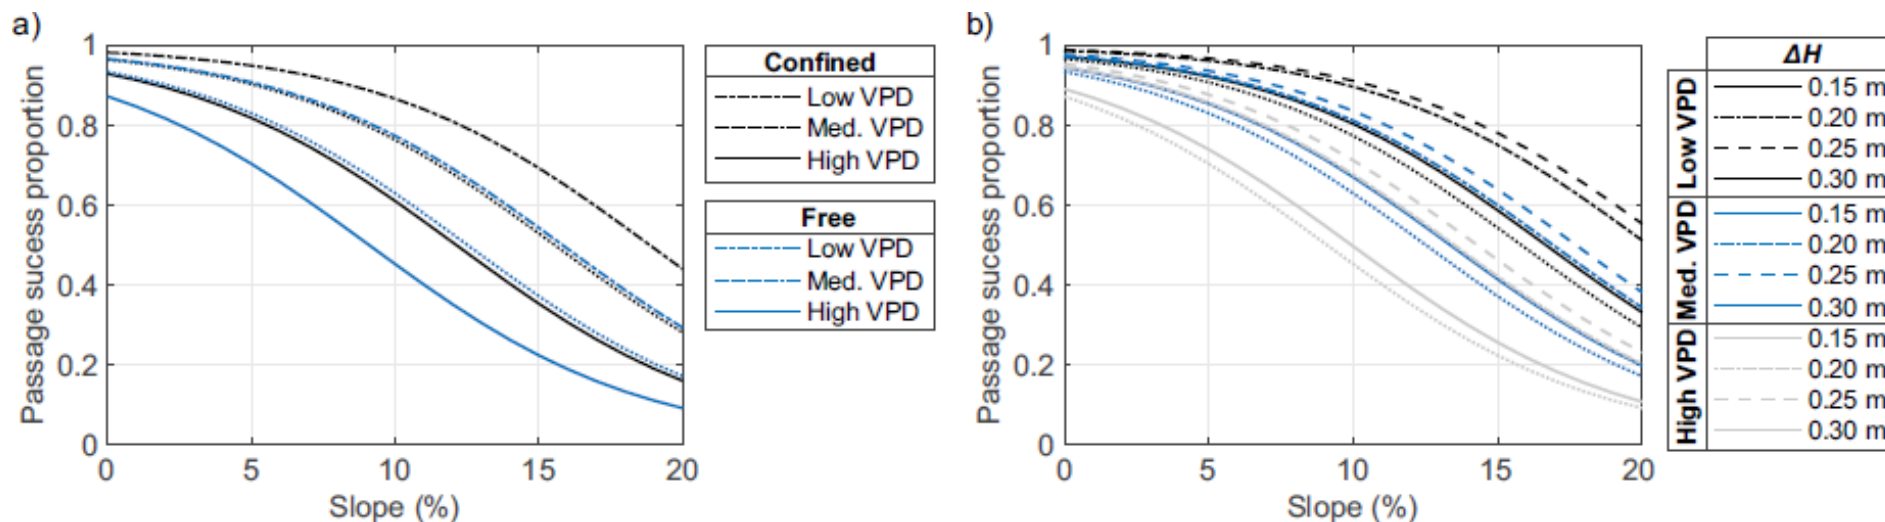 a)
Passage sucess proportion
1
0.8
0.6
0.4
0.2
0
0 5 10 15 20
Slope (%)
Confined
Low VPD
Med. VPD
High VPD
Free
Low VPD
Med. VPD
High VPD
b)
Passage sucess proportion
1
0.8
0.6
0.4
0.2
0
0 5 10 15 20
Slope (%)
ΔH
Low VPD
0.15 m
0.20 m
0.25 m
0.30 m
Med. VPD
0.15 m
0.20 m
0.25 m
0.30 m
High VPD
0.15 m
0.20 m
0.25 m
0.30 m